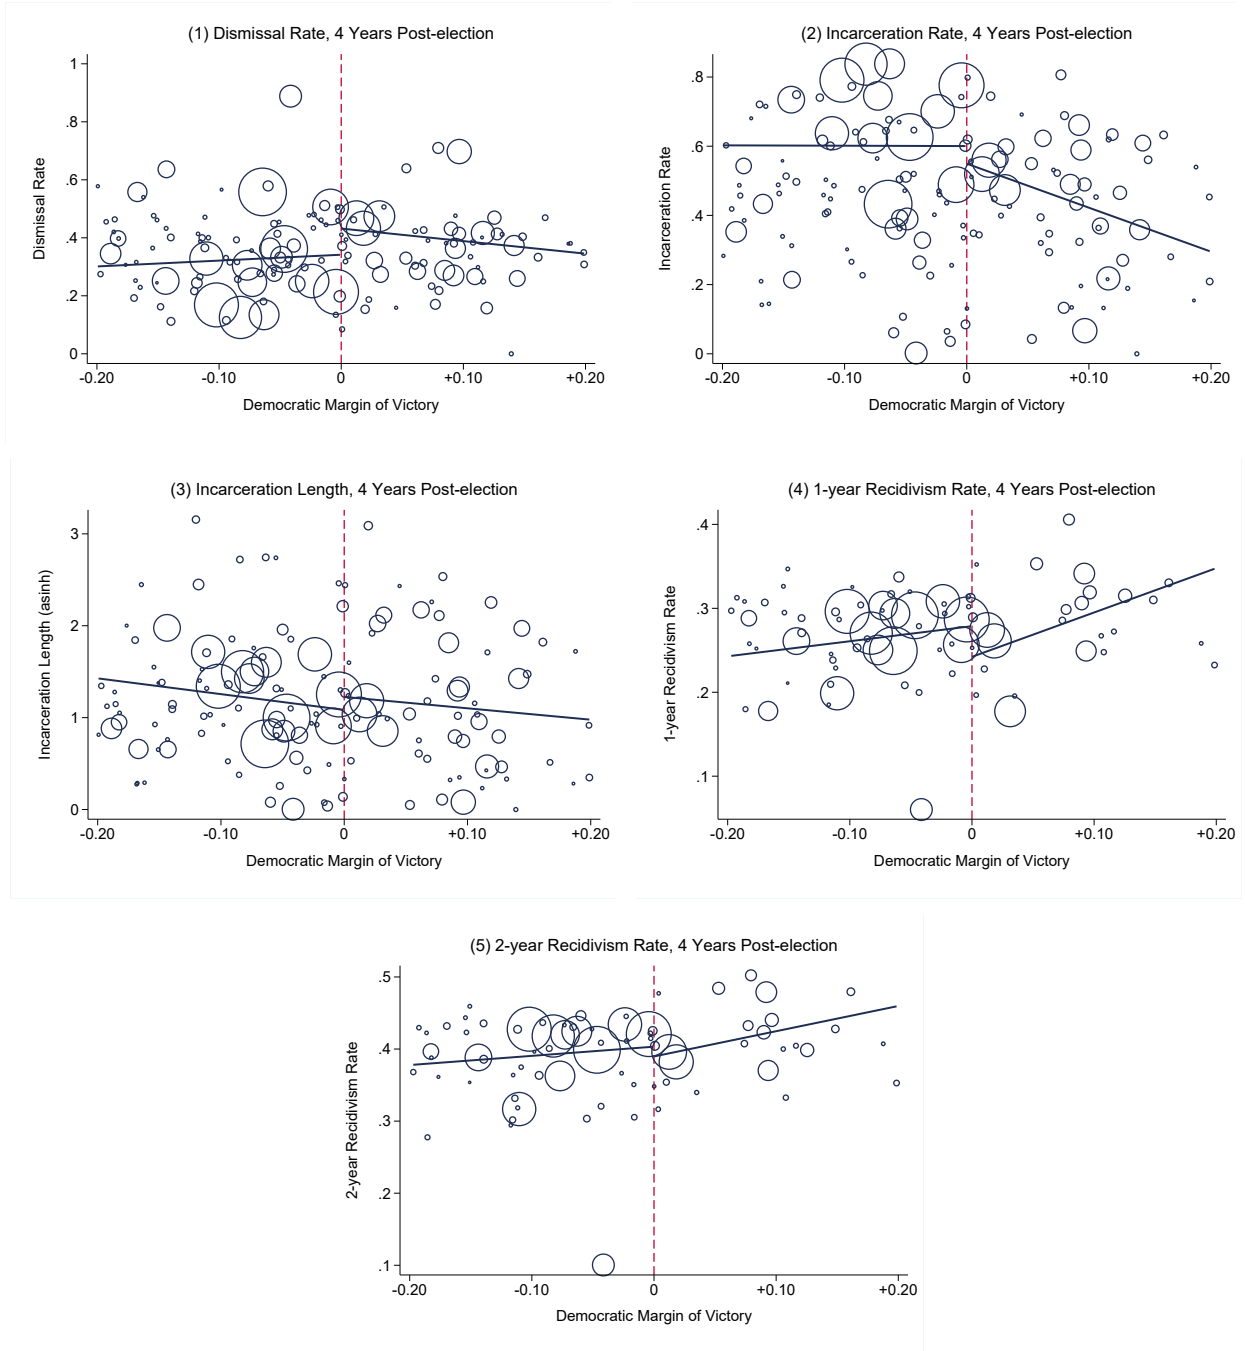 (1) Dismissal Rate, 4 Years Post-election
Dismissal Rate
1
.8
.6
.4
.2
0
-0.20 -0.10 0 +0.10 +0.20
Democratic Margin of Victory
(2) Incarceration Rate, 4 Years Post-election
Incarceration Rate
.8
.6
.4
.2
0
-0.20 -0.10 0 +0.10 +0.20
Democratic Margin of Victory
(3) Incarceration Length, 4 Years Post-election
Incarceration Length (asinh)
3
2
1
0
-0.20 -0.10 0 +0.10 +0.20
Democratic Margin of Victory
(4) 1-year Recidivism Rate, 4 Years Post-election
1-year Recidivism Rate
.4
.3
.2
.1
-0.20 -0.10 0 +0.10 +0.20
Democratic Margin of Victory
(5) 2-year Recidivism Rate, 4 Years Post-election
2-year Recidivism Rate
.5
.4
.3
.2
.1
-0.20 -0.10 0 +0.10 +0.20
Democratic Margin of Victory